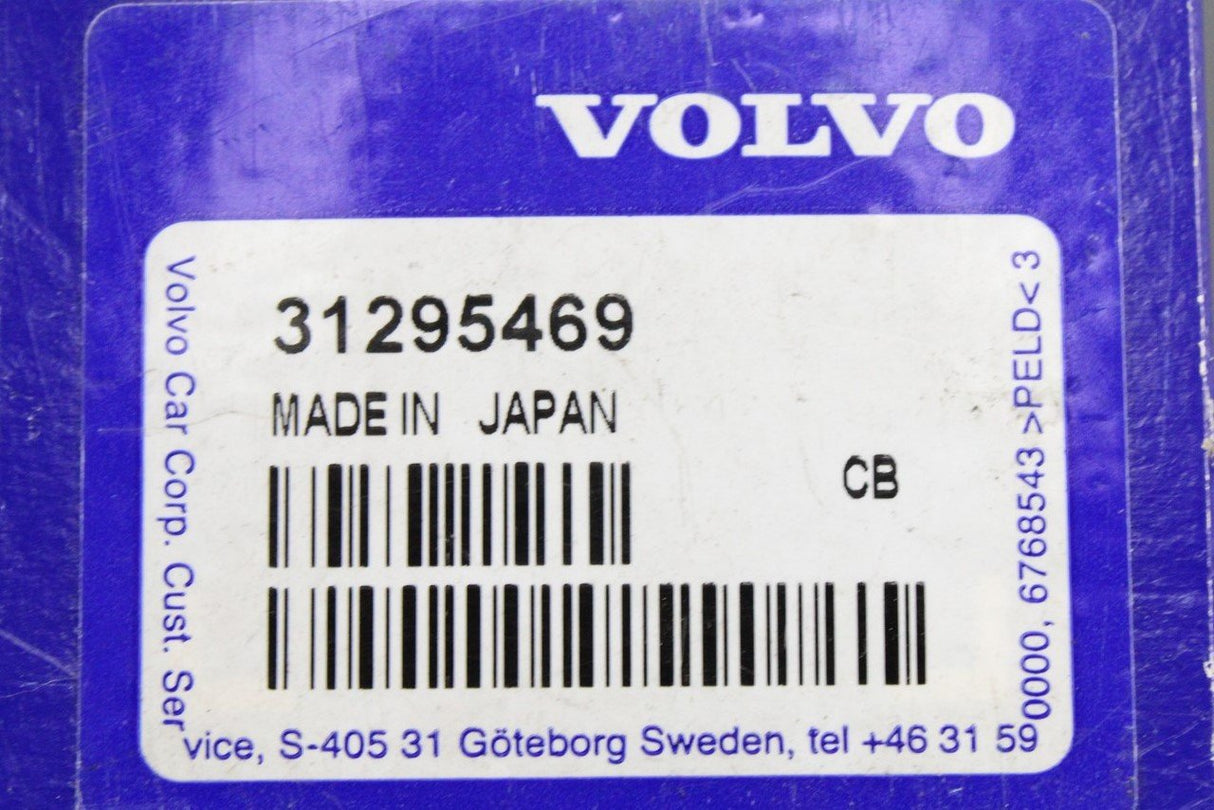 VOLVO
31295469
MADE IN JAPAN
CB
Volvo Car Corp. Cust. Ser
vice, S-405 31 Göteborg Sweden, tel +46 31 59
0000, 6768543 >PELD< 3